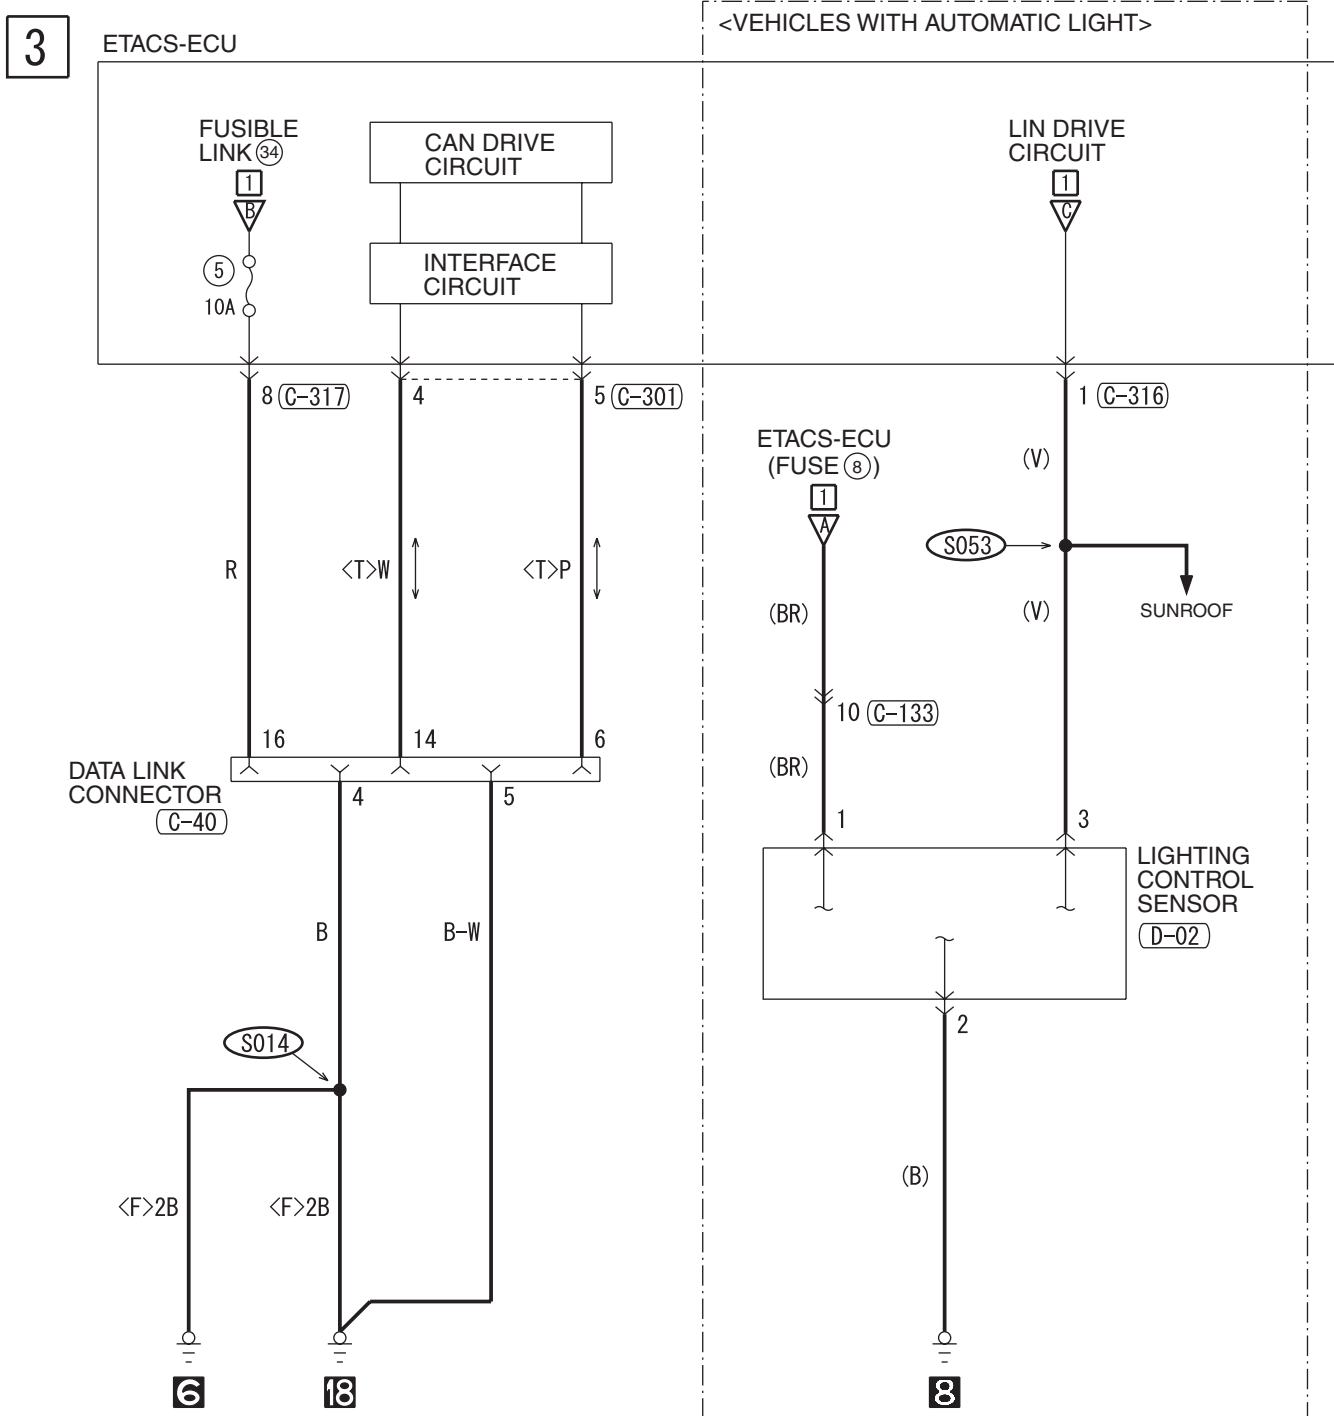 3
ETACS-ECU
<VEHICLES WITH AUTOMATIC LIGHT>
FUSIBLE
LINK 34
1
B
5
10A
CAN DRIVE
CIRCUIT
INTERFACE
CIRCUIT
LIN DRIVE
CIRCUIT
1
C
8 C-317
4
5 C-301
1 C-316
ETACS-ECU
(FUSE 8)
1
A
(V)
S053
SUNROOF
R
<T>W
<T>P
(BR)
(V)
10 C-133
(BR)
16
14
6
DATA LINK
CONNECTOR
C-40
4
5
1
3
LIGHTING
CONTROL
SENSOR
D-02
B
B-W
2
S014
<F>2B
<F>2B
(B)
6
18
8